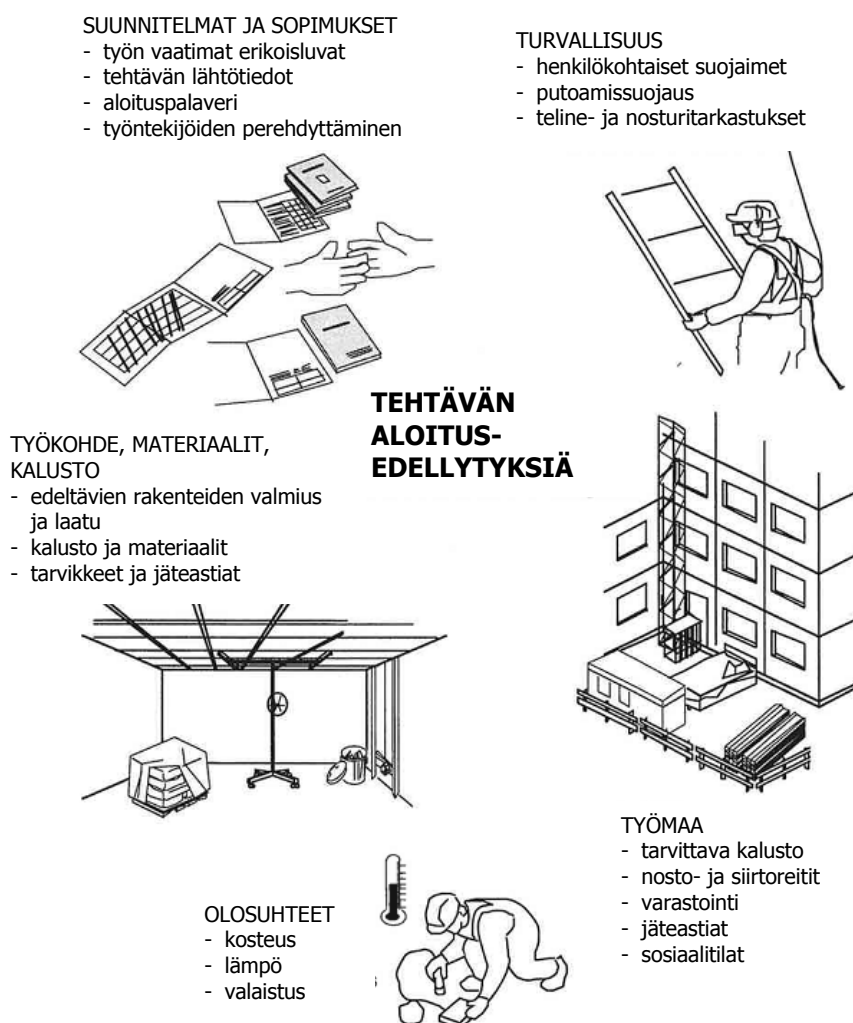 SUUNNITELMAT JA SOPIMUKSET
- työn vaatimat erikoisluvat
- tehtävän lähtötiedot
- aloituspalaveri
- työntekijöiden perehdyttäminen
TURVALLISUUS
- henkilökohtaiset suojaimet
- putoamissuojaus
- teline- ja nosturitarkastukset
TEHTÄVÄN
ALOITUS-
EDELLYTYKSIÄ
TYÖKOHDE, MATERIAALIT,
KALUSTO
- edeltävien rakenteiden valmius
ja laatu
- kalusto ja materiaalit
- tarvikkeet ja jäteastiat
TYÖMAA
- tarvittava kalusto
- nosto- ja siirtoreitit
- varastointi
- jäteastiat
- sosiaalitilat
OLOSUHTEET
- kosteus
- lämpö
- valaistus